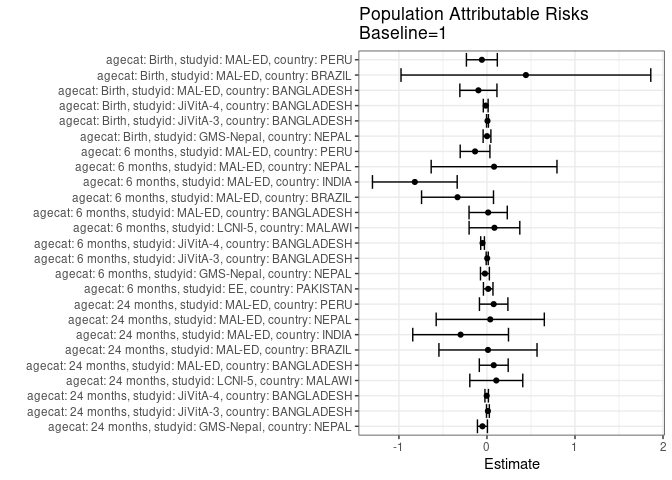 Population Attributable Risks
Baseline=1
agecat: Birth, studyid: MAL-ED, country: PERU
agecat: Birth, studyid: MAL-ED, country: BRAZIL
agecat: Birth, studyid: MAL-ED, country: BANGLADESH
agecat: Birth, studyid: JiVitA-4, country: BANGLADESH
agecat: Birth, studyid: JiVitA-3, country: BANGLADESH
agecat: Birth, studyid: GMS-Nepal, country: NEPAL
agecat: 6 months, studyid: MAL-ED, country: PERU
agecat: 6 months, studyid: MAL-ED, country: NEPAL
agecat: 6 months, studyid: MAL-ED, country: INDIA
agecat: 6 months, studyid: MAL-ED, country: BRAZIL
agecat: 6 months, studyid: MAL-ED, country: BANGLADESH
agecat: 6 months, studyid: LCNI-5, country: MALAWI
agecat: 6 months, studyid: JiVitA-4, country: BANGLADESH
agecat: 6 months, studyid: JiVitA-3, country: BANGLADESH
agecat: 6 months, studyid: GMS-Nepal, country: NEPAL
agecat: 6 months, studyid: EE, country: PAKISTAN
agecat: 24 months, studyid: MAL-ED, country: PERU
agecat: 24 months, studyid: MAL-ED, country: NEPAL
agecat: 24 months, studyid: MAL-ED, country: INDIA
agecat: 24 months, studyid: MAL-ED, country: BRAZIL
agecat: 24 months, studyid: MAL-ED, country: BANGLADESH
agecat: 24 months, studyid: LCNI-5, country: MALAWI
agecat: 24 months, studyid: JiVitA-4, country: BANGLADESH
agecat: 24 months, studyid: JiVitA-3, country: BANGLADESH
agecat: 24 months, studyid: GMS-Nepal, country: NEPAL
-1 0 1 2
Estimate